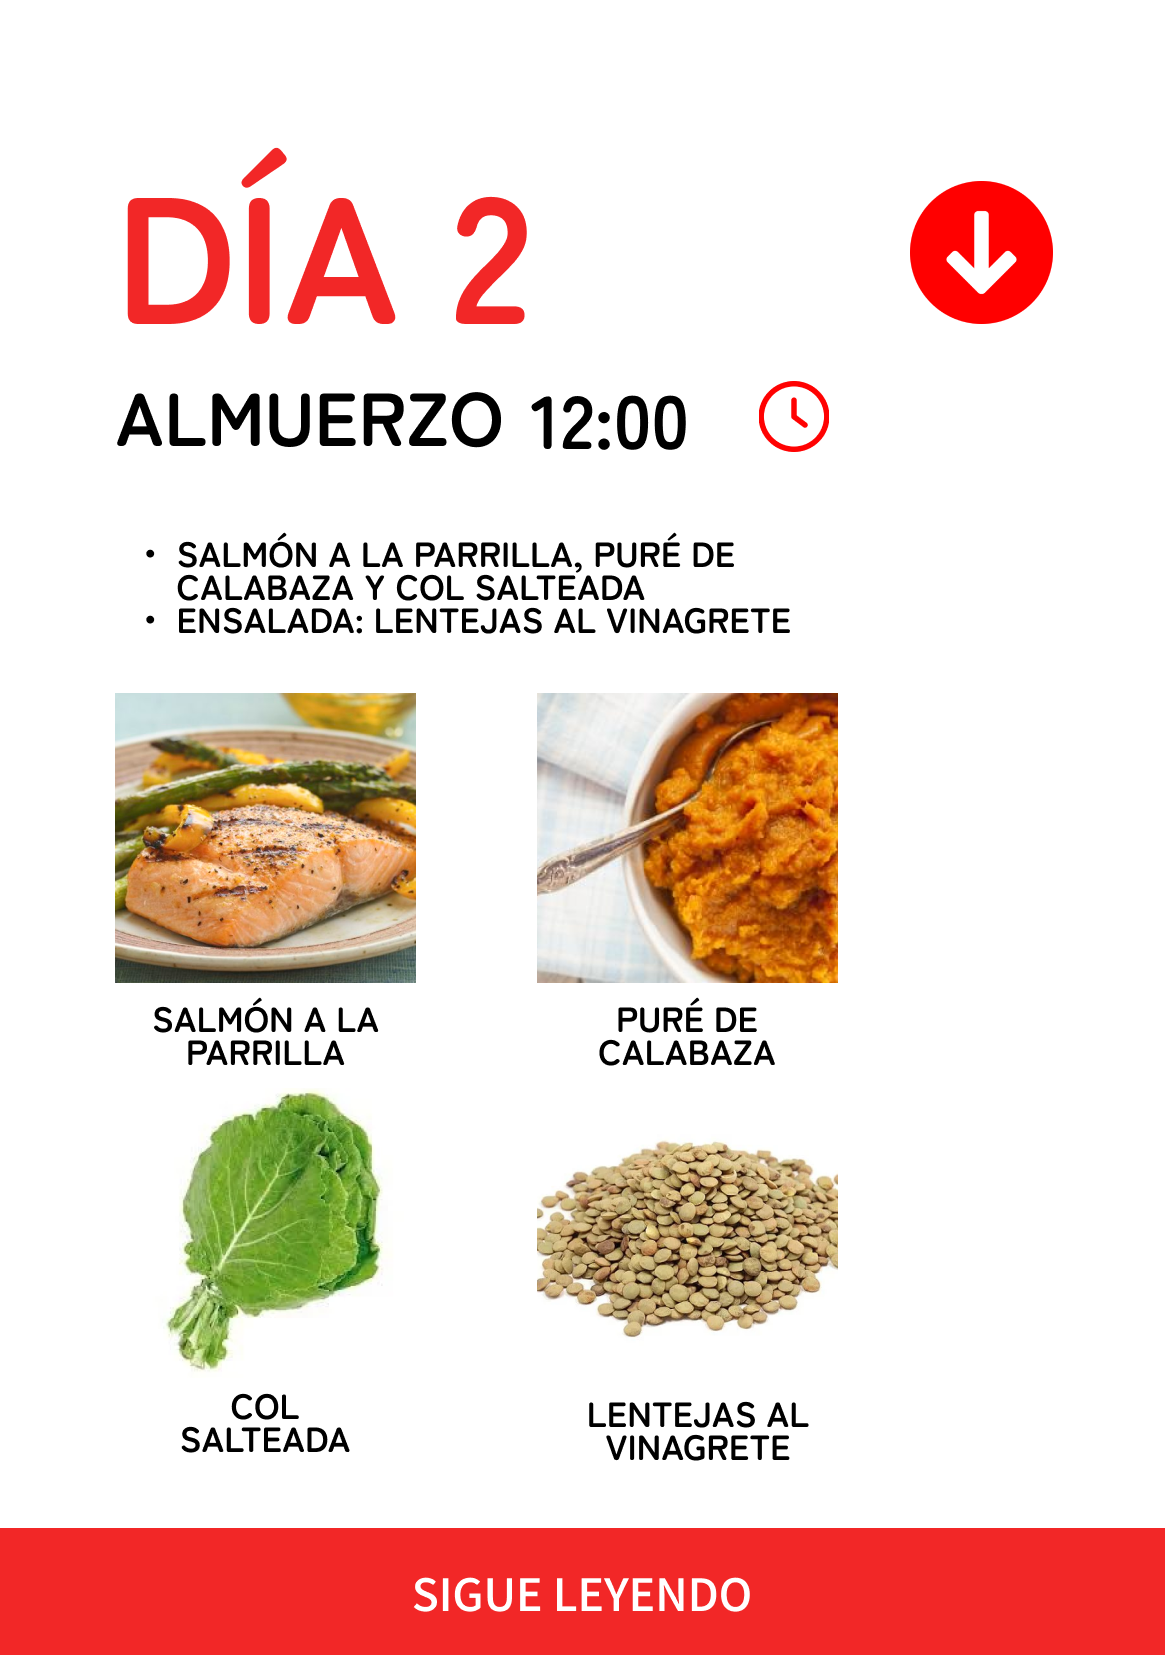 DÍA 2
ALMUERZO 12:00
• SALMÓN A LA PARRILLA, PURÉ DE
CALABAZA Y COL SALTEADA
• ENSALADA: LENTEJAS AL VINAGRETE
SALMÓN A LA
PARRILLA
PURÉ DE
CALABAZA
COL
SALTEADA
LENTEJAS AL
VINAGRETE
SIGUE LEYENDO